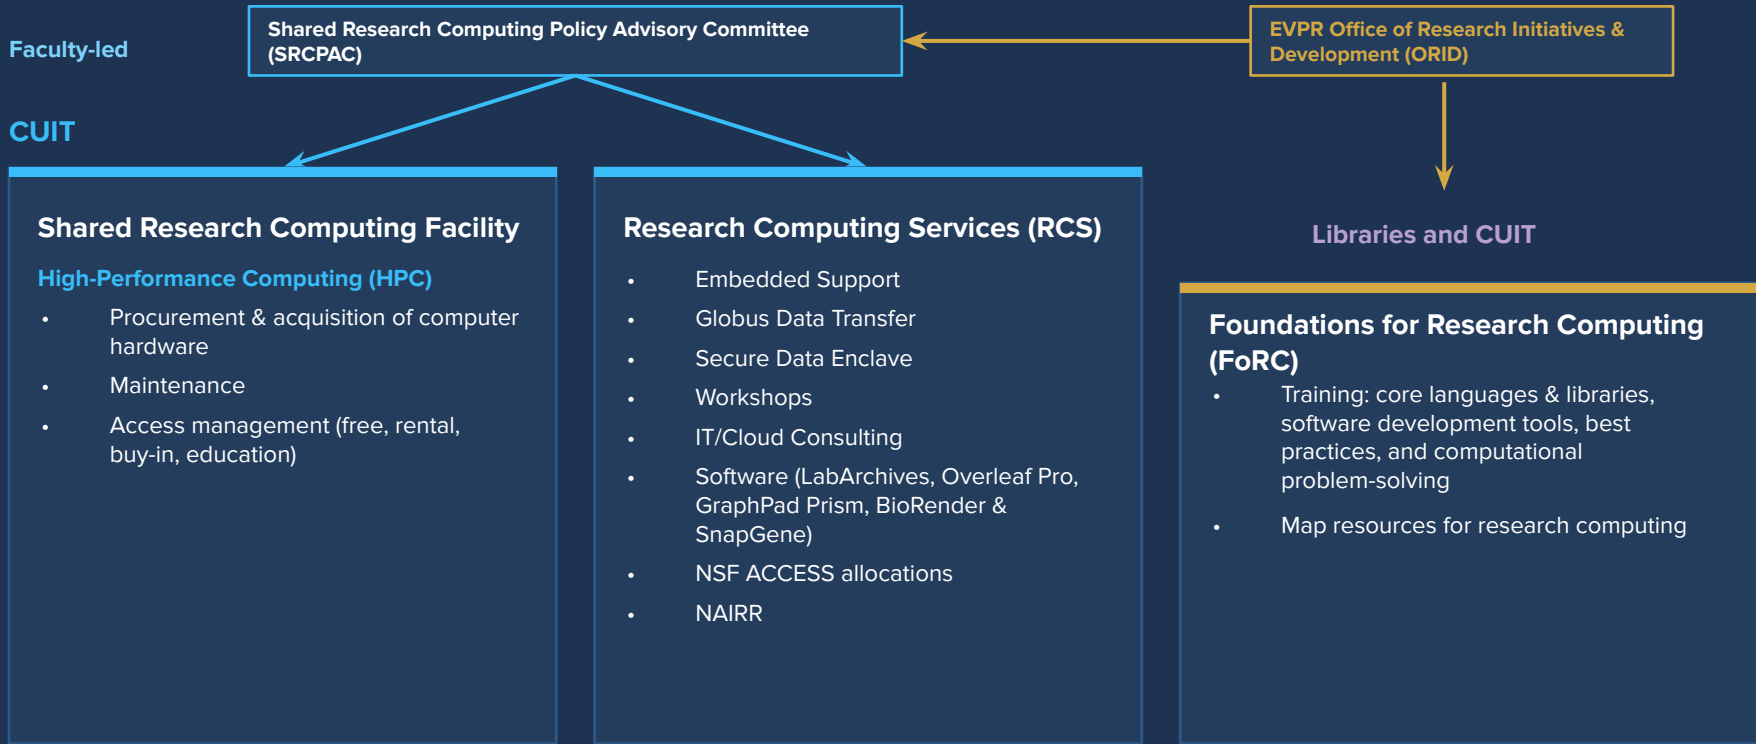 Faculty-led
Shared Research Computing Policy Advisory Committee
(SRCPAC)
EVPR Office of Research Initiatives &
Development (ORID)
CUIT
Shared Research Computing Facility
High-Performance Computing (HPC)
• Procurement & acquisition of computer
hardware
• Maintenance
• Access management (free, rental,
buy-in, education)
Research Computing Services (RCS)
• Embedded Support
• Globus Data Transfer
• Secure Data Enclave
• Workshops
• IT/Cloud Consulting
• Software (LabArchives, Overleaf Pro,
GraphPad Prism, BioRender &
SnapGene)
• NSF ACCESS allocations
• NAIRR
Libraries and CUIT
Foundations for Research Computing
(FoRC)
• Training: core languages & libraries,
software development tools, best
practices, and computational
problem-solving
• Map resources for research computing